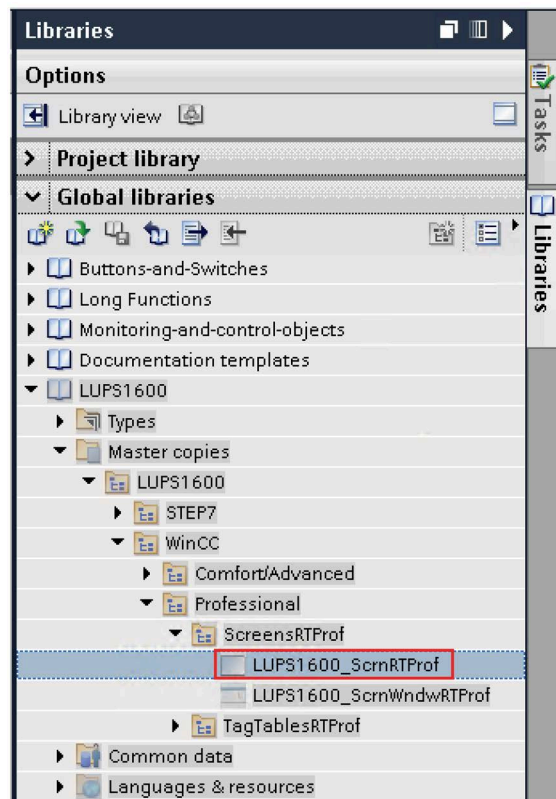 Libraries
Options
Library view
Project library
Global libraries
Buttons-and-Switches
Long Functions
Monitoring-and-control-objects
Documentation templates
LUPS1600
Types
Master copies
LUPS1600
STEP7
WinCC
Comfort/Advanced
Professional
ScreensRTProf
LUPS1600_ScrnRTProf
LUPS1600_ScrnWndwRTProf
TagTablesRTProf
Common data
Languages & resources
Tasks
Libraries